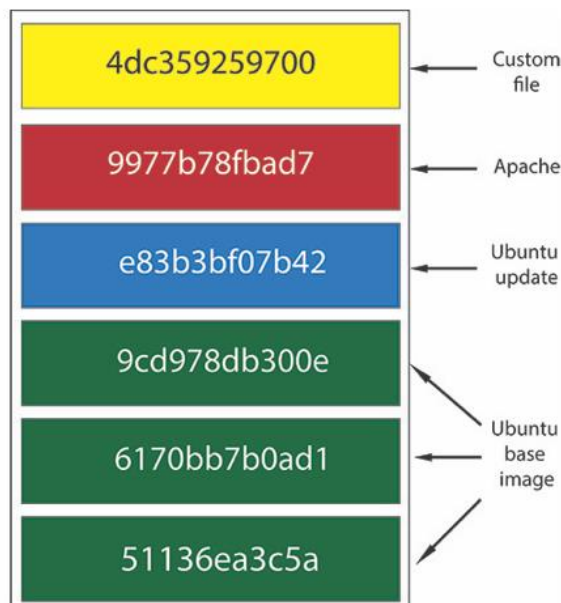 4dc359259700
Custom
file
9977b78fbad7
Apache
e83b3bf07b42
Ubuntu
update
9cd978db300e
6170bb7b0ad1
Ubuntu
base
image
51136ea3c5a